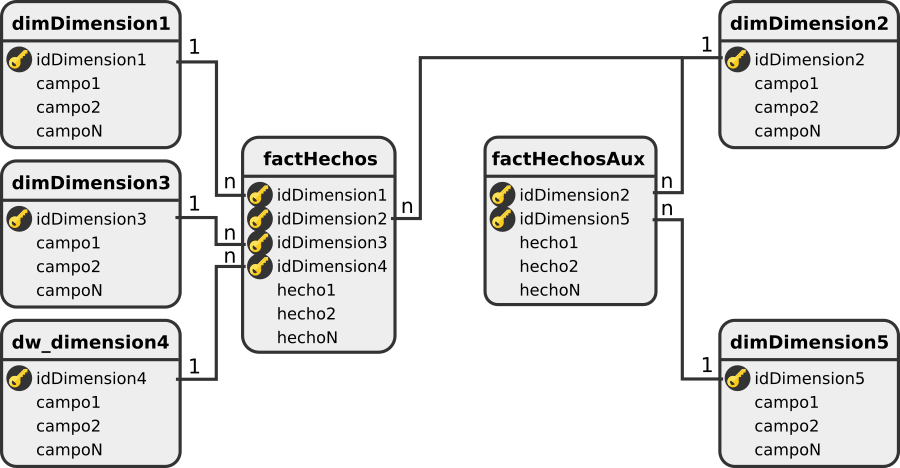 dimDimension1
idDimension1
campo1
campo2
campoN
1
dimDimension3
idDimension3
campo1
campo2
campoN
1
dw_dimension4
idDimension4
campo1
campo2
campoN
1
factHechos
n
idDimension1
idDimension2
n
n
idDimension3
n
idDimension4
hecho1
hecho2
hechoN
factHechosAux
idDimension2
n
idDimension5
n
hecho1
hecho2
hechoN
dimDimension2
1
idDimension2
campo1
campo2
campoN
dimDimension5
1
idDimension5
campo1
campo2
campoN